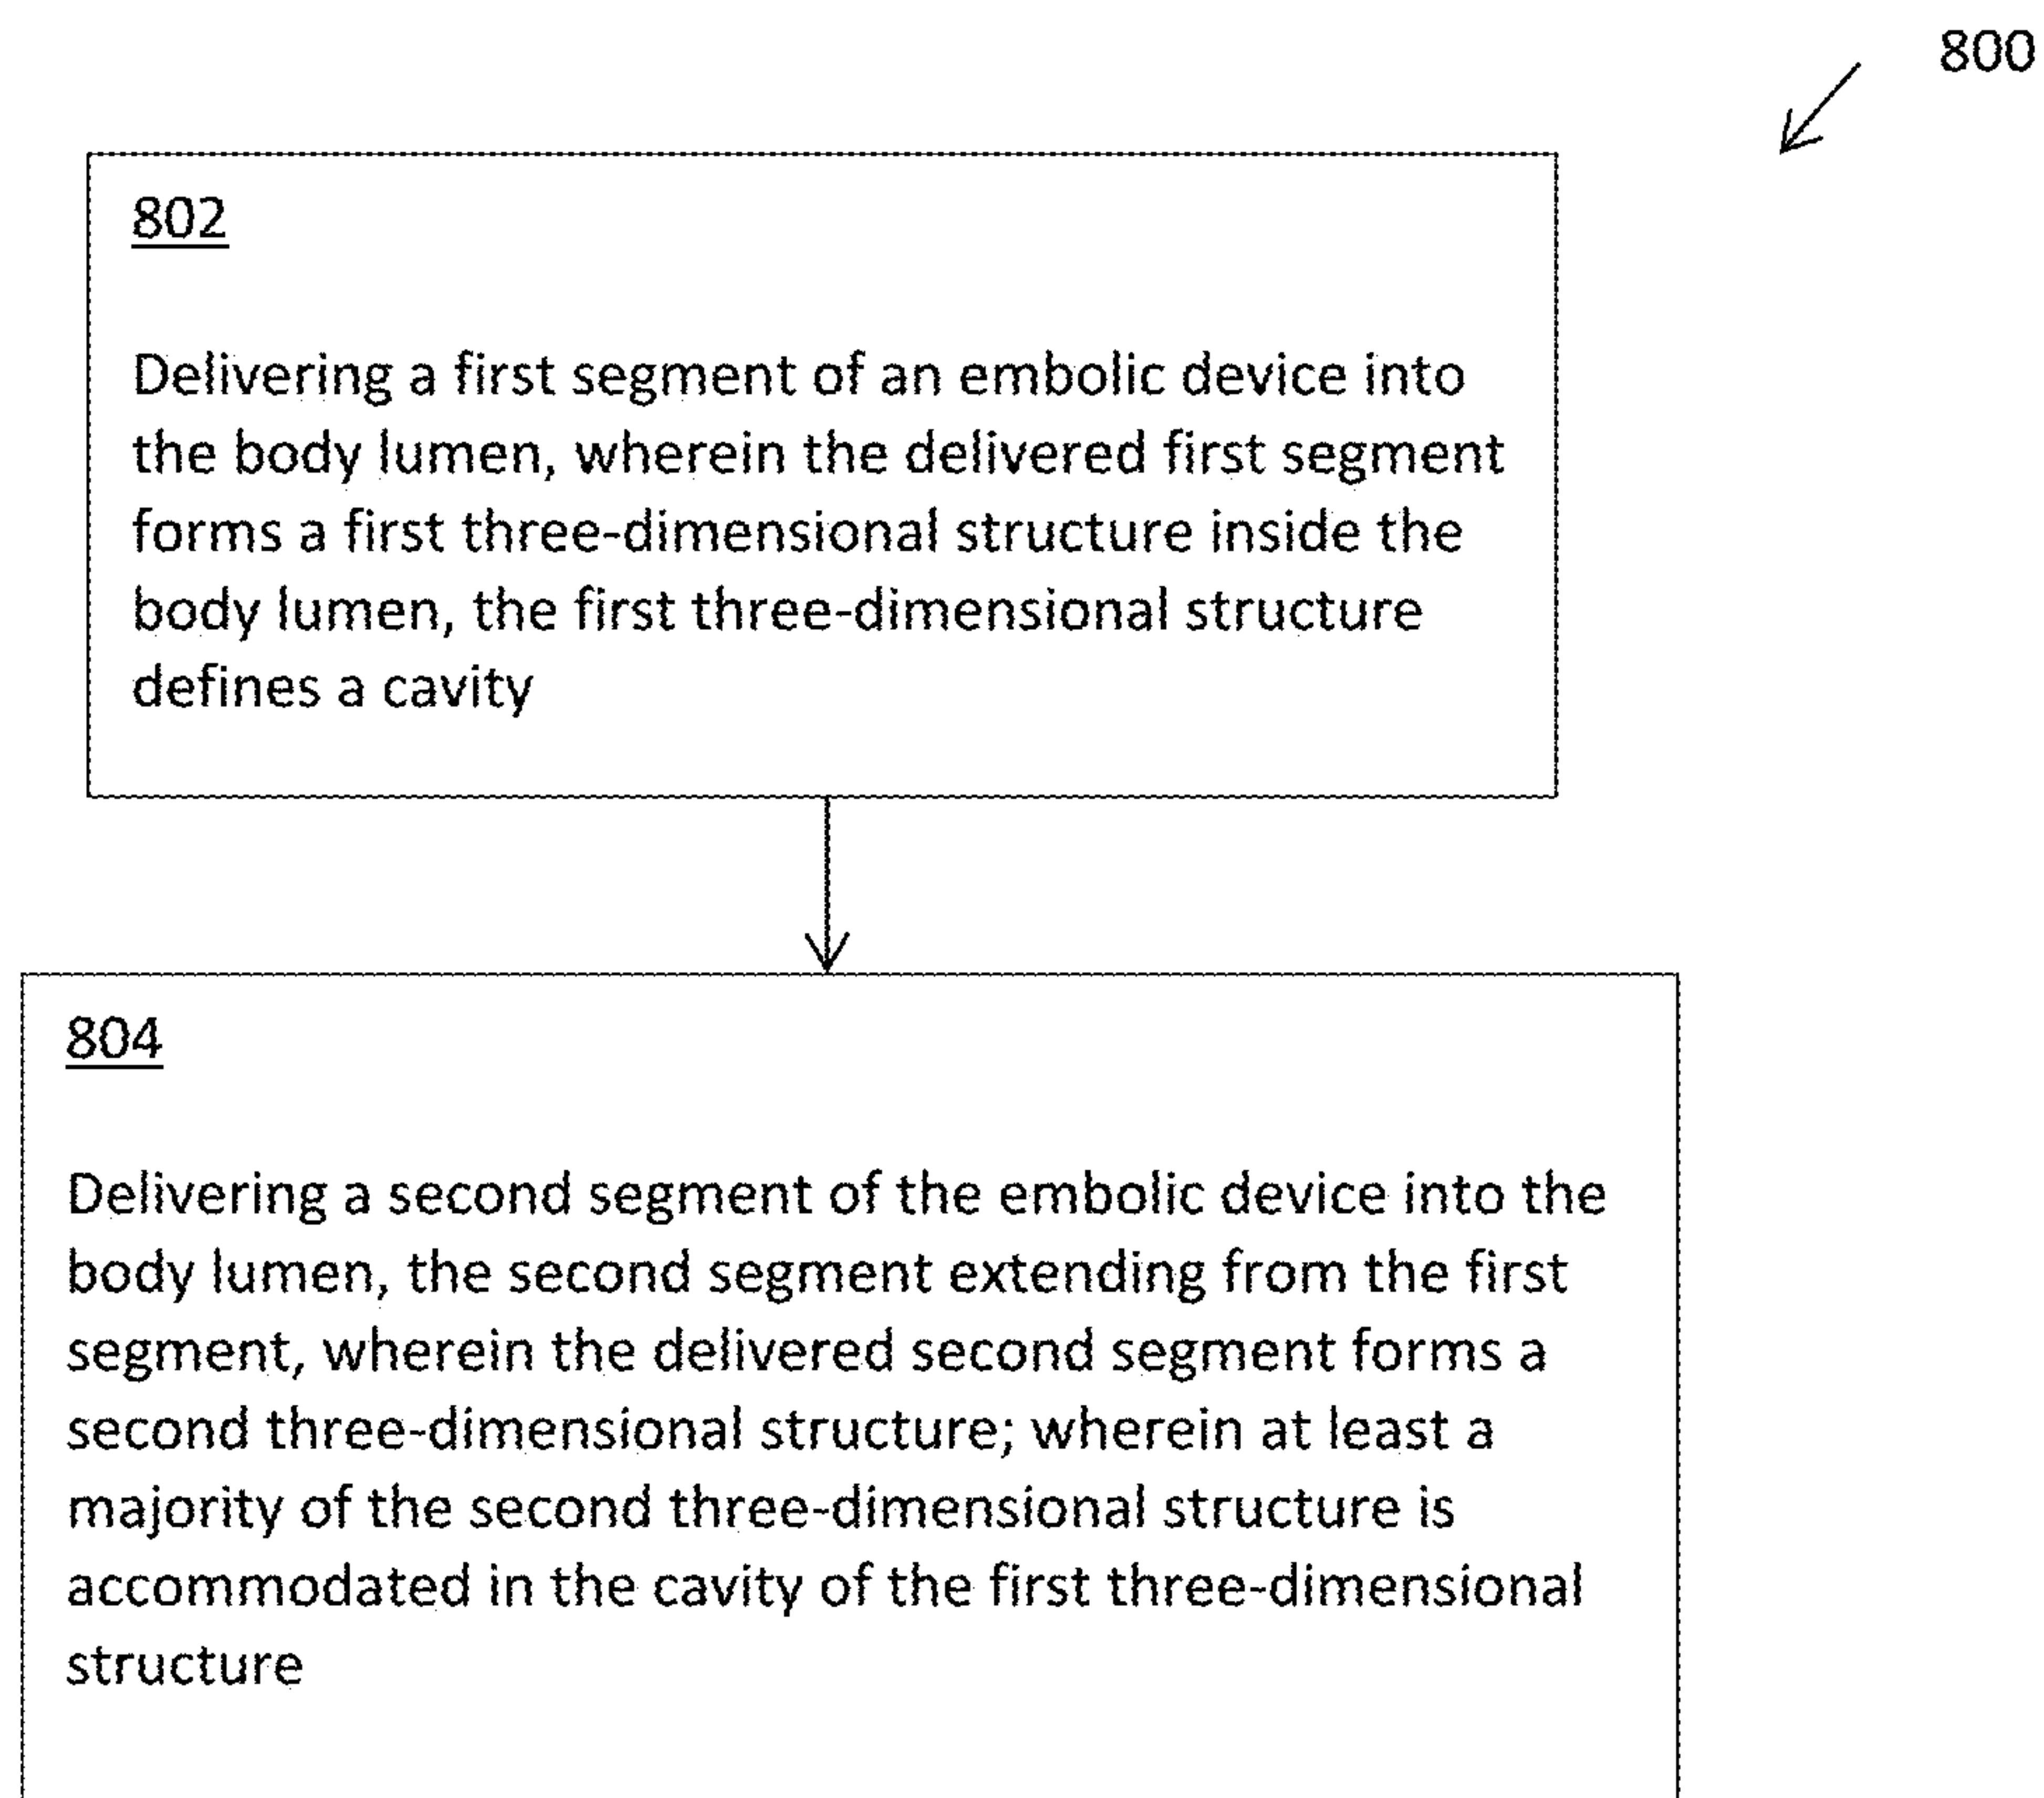 800
802
Delivering a first segment of an embolic device into
the body lumen, wherein the delivered first segment
forms a first three-dimensional structure inside the
body lumen, the first three-dimensional structure
defines a cavity
804
Delivering a second segment of the embolic device into the
body lumen, the second segment extending from the first
segment, wherein the delivered second segment forms a
second three-dimensional structure; wherein at least a
majority of the second three-dimensional structure is
accommodated in the cavity of the first three-dimensional
structure